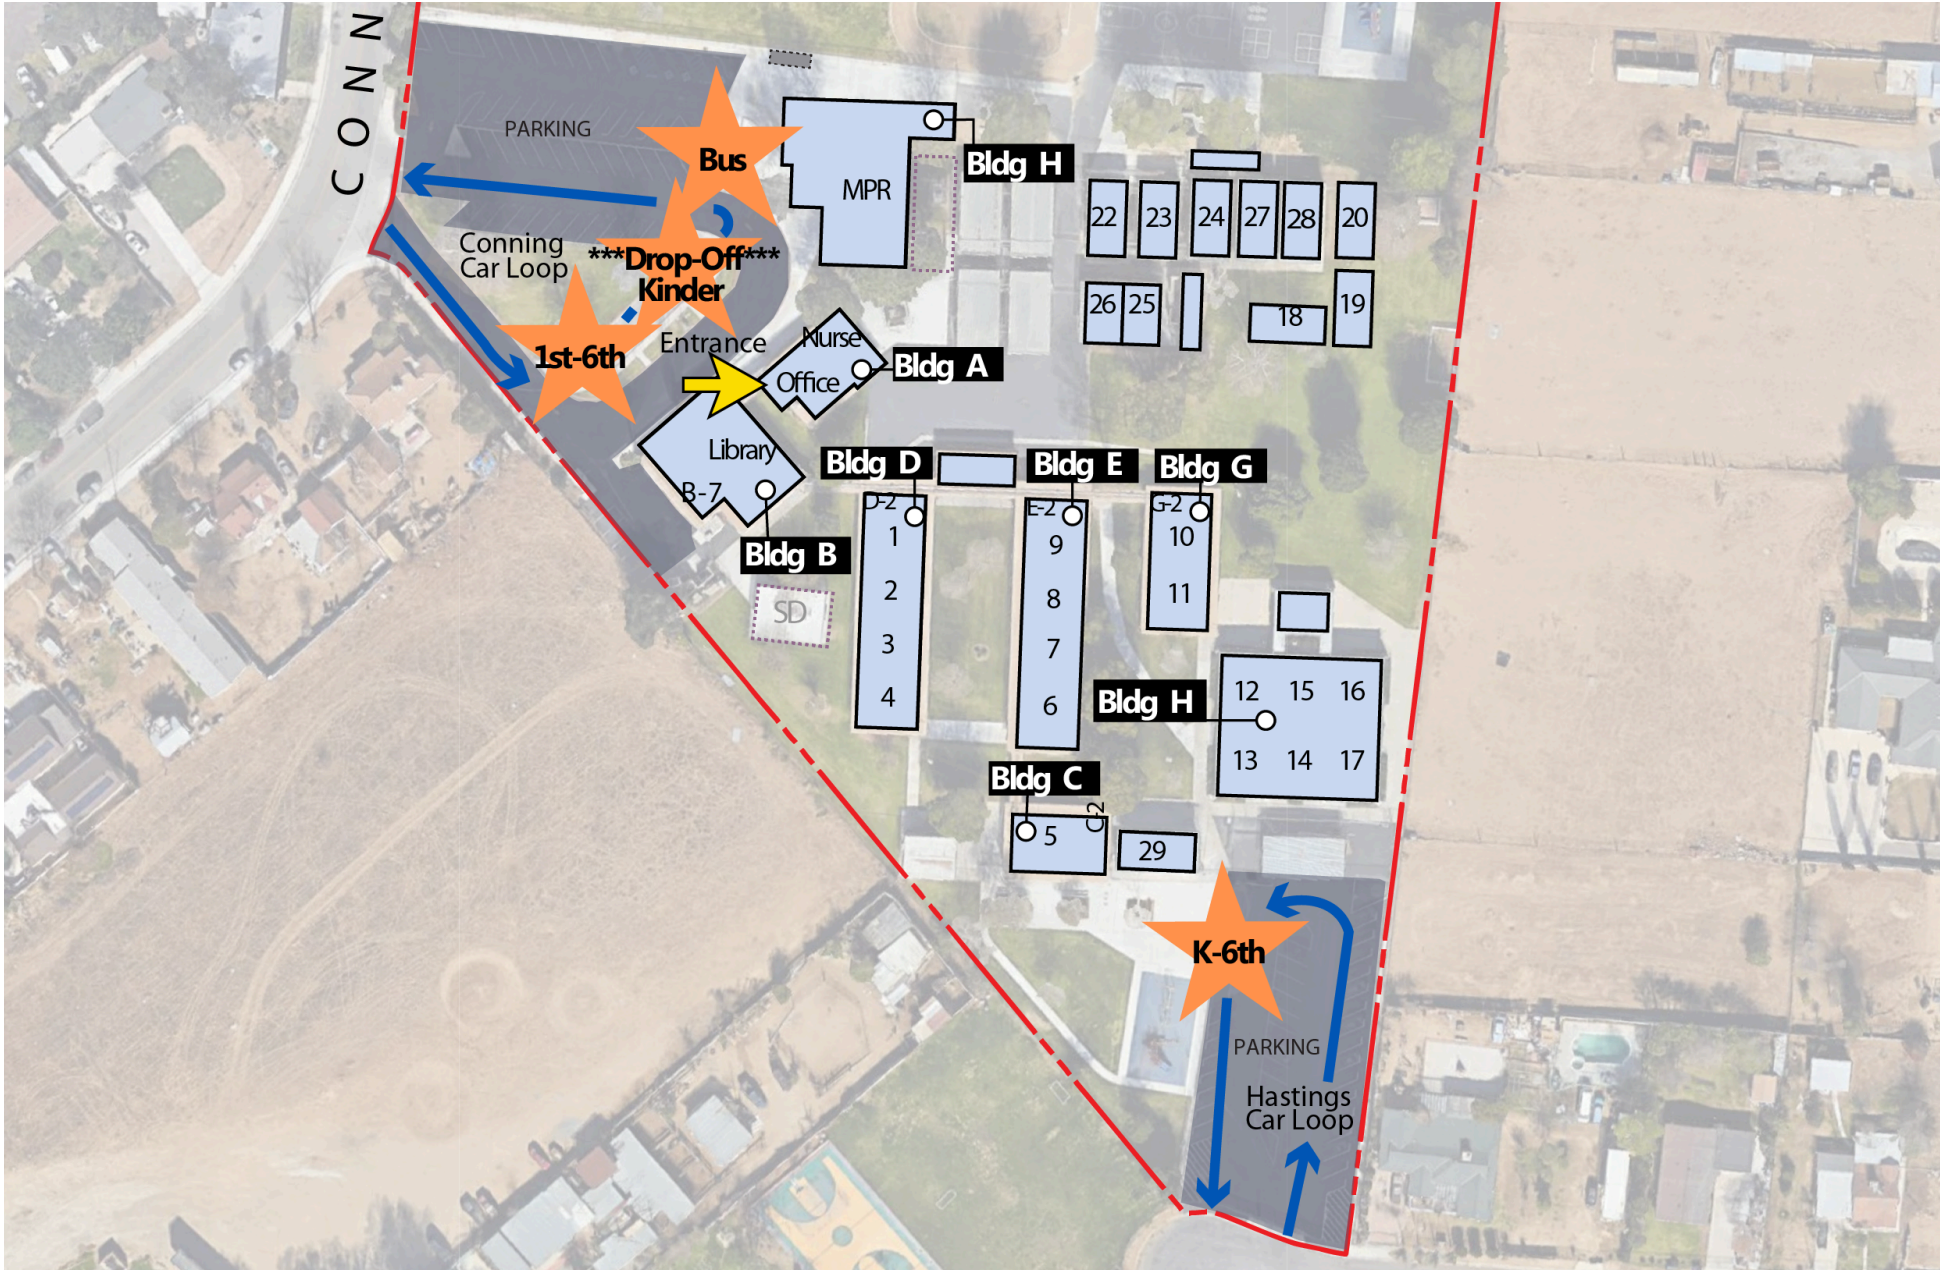 CONN
PARKING
Bus
MPR
Bldg H
22
23
24
27
28
20
Conning
Car Loop
***Drop-Off***
Kinder
26
25
18
19
1st-6th
Entrance
Nurse
Office
Bldg A
Library
B-7
Bldg B
Bldg D
D-2
1
2
3
4
Bldg E
E-2
9
8
7
6
Bldg G
G-2
10
11
SD
Bldg H
12 15 16
13 14 17
Bldg C
5
C-2
29
K-6th
PARKING
Hastings
Car Loop